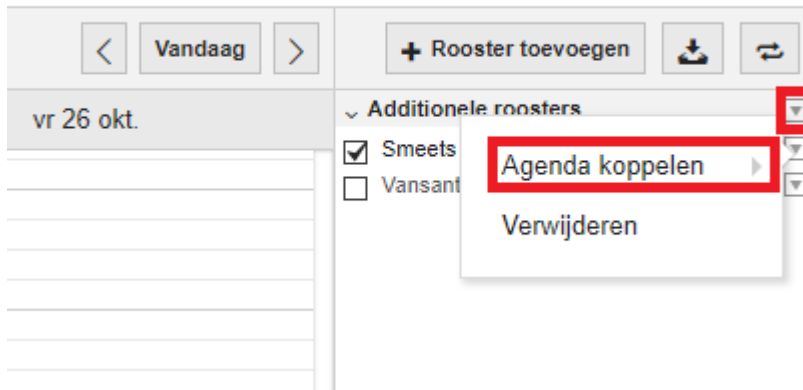 Vandaag
+ Rooster toevoegen
vr 26 okt.
Additionele roosters
Smeets
Vansant
Agenda koppelen
Verwijderen